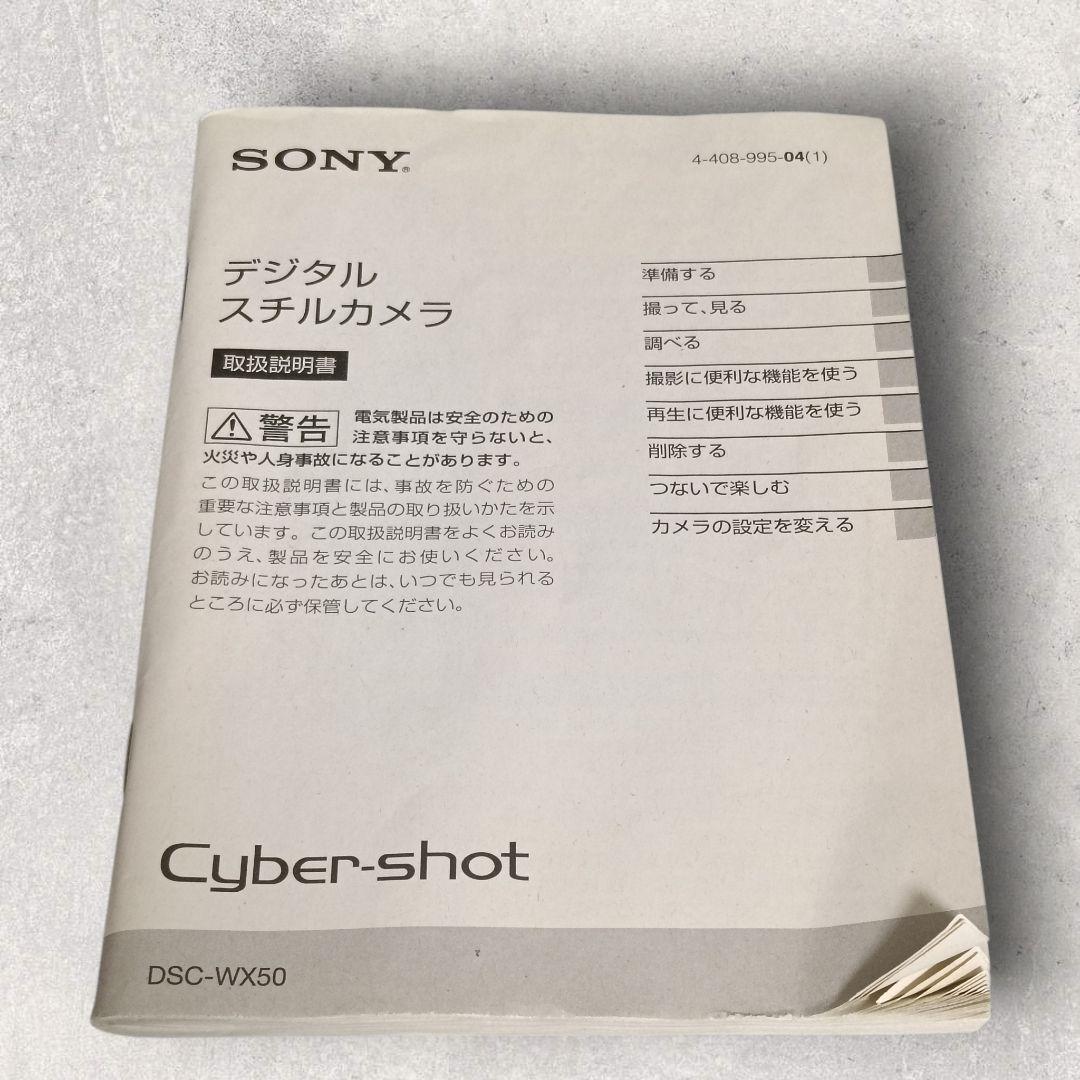 SONY®
4-408-995-04(1)
デジタル
スチルカメラ
取扱説明書
警告
電気製品は安全のための
注意事項を守らないと、
火災や人身事故になることがあります。
この取扱説明書には、事故を防ぐための
重要な注意事項と製品の取り扱いかたを示
しています。この取扱説明書をよくお読み
のうえ、製品を安全にお使いください。
お読みになったあとは、いつでも見られる
ところに必ず保管してください。
準備する
撮って、見る
調べる
撮影に便利な機能を使う
再生に便利な機能を使う
削除する
つないで楽しむ
カメラの設定を変える
Cyber-shot
DSC-WX50